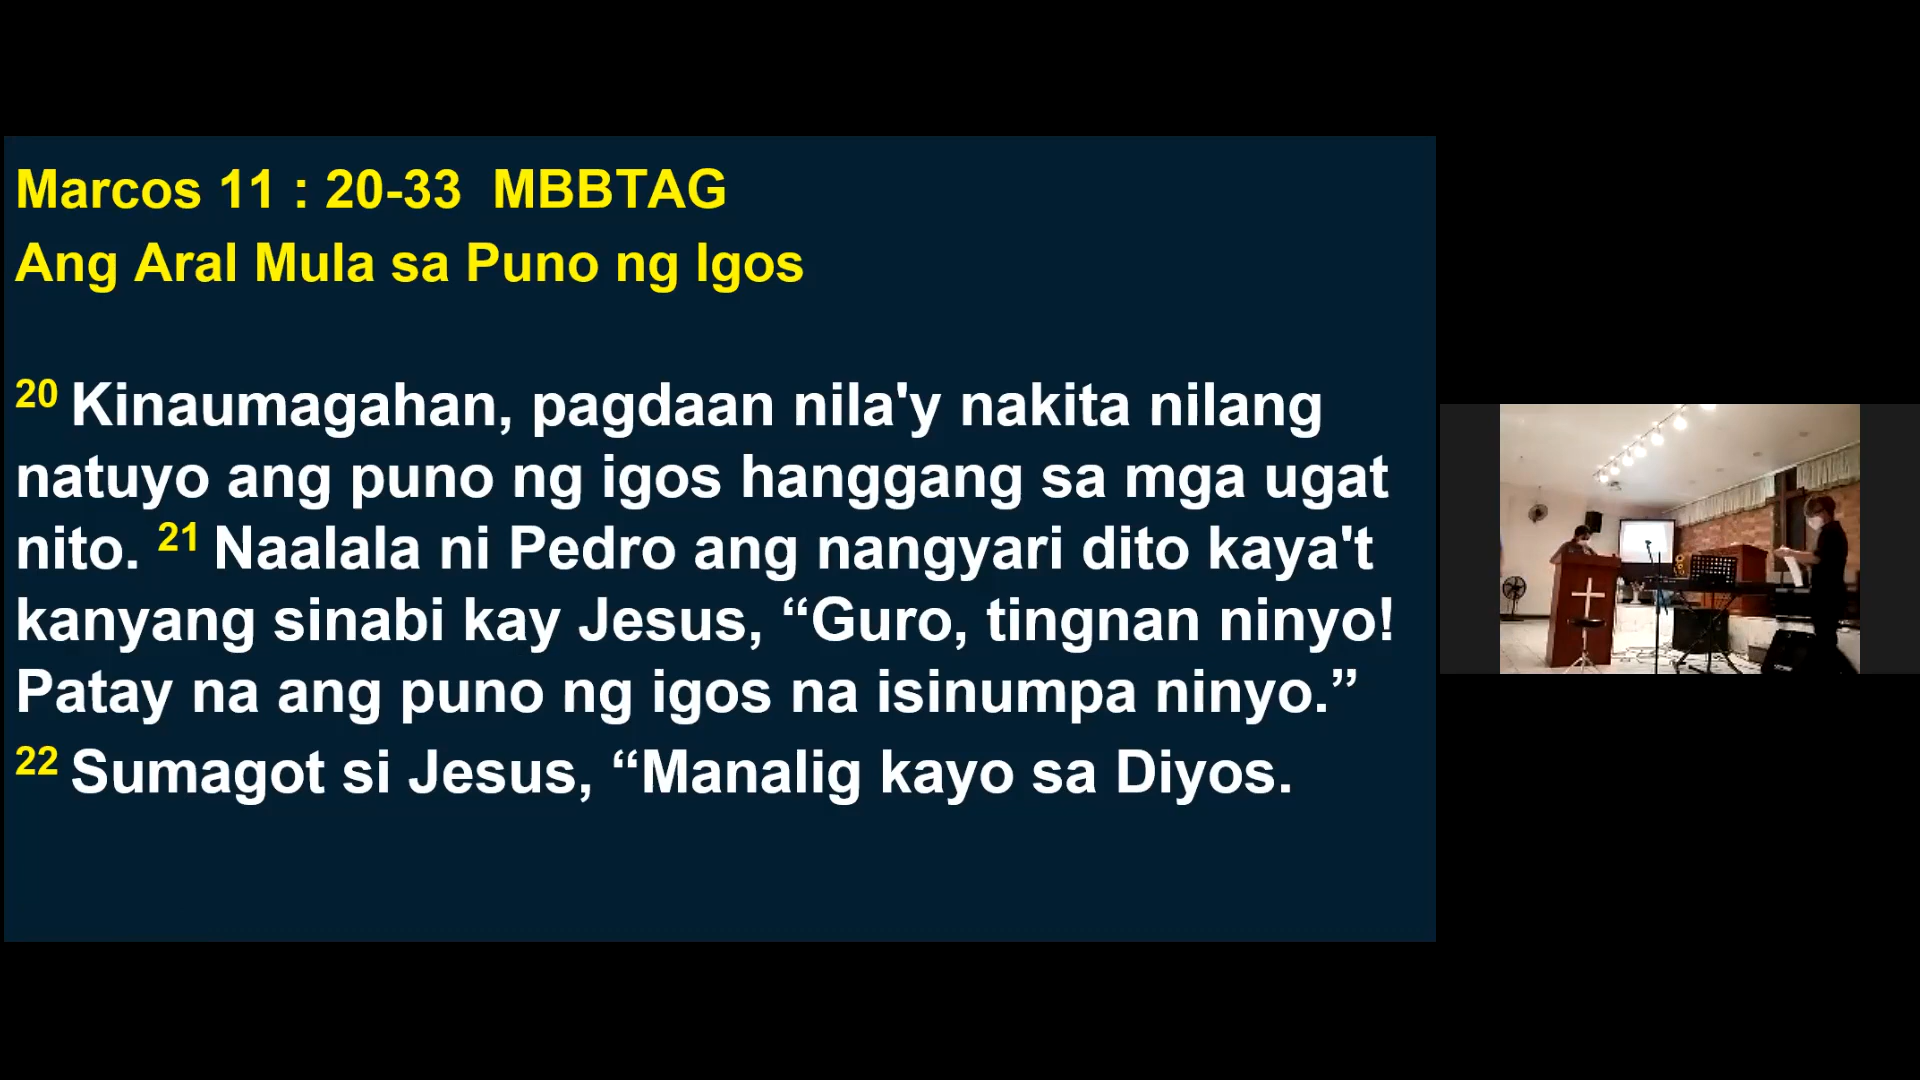 Marcos 11 : 20-33 MBBTAG
Ang Aral Mula sa Puno ng Igos
20 Kinaumagahan, pagdaan nila'y nakita nilang
natuyo ang puno ng igos hanggang sa mga ugat
nito. 21 Naalala ni Pedro ang nangyari dito kaya't
kanyang sinabi kay Jesus, “Guro, tingnan ninyo!
Patay na ang puno ng igos na isinumpa ninyo.”
22 Sumagot si Jesus, “Manalig kayo sa Diyos.